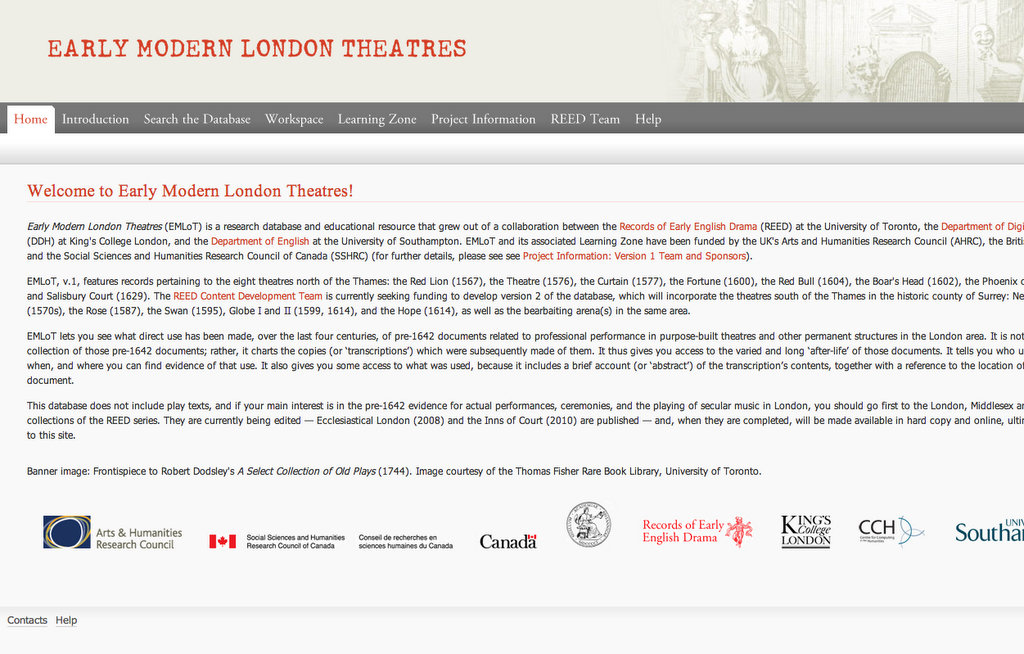 EARLY MODERN LONDON THEATRES
Home Introduction Search the Database Workspace Learning Zone Project Information REED Team Help
Welcome to Early Modern London Theatres!
Early Modern London Theatres (EMLoT) is a research database and educational resource that grew out of a collaboration between the Records of Early English Drama (REED) at the University of Toronto, the Department of Digi
(DDH) at King's College London, and the Department of English at the University of Southampton. EMLoT and its associated Learning Zone have been funded by the UK's Arts and Humanities Research Council (AHRC), the Briti
and the Social Sciences and Humanities Research Council of Canada (SSHRC) (for further details, please see see Project Information: Version 1 Team and Sponsors).
EMLoT, v.1, features records pertaining to the eight theatres north of the Thames: the Red Lion (1567), the Theatre (1576), the Curtain (1577), the Fortune (1600), the Red Bull (1604), the Boar's Head (1602), the Phoenix o
and Salisbury Court (1629). The REED Content Development Team is currently seeking funding to develop version 2 of the database, which will incorporate the theatres south of the Thames in the historic county of Surrey: Ne
(1570s), the Rose (1587), the Swan (1595), Globe I and II (1599, 1614), and the Hope (1614), as well as the bearbaiting arena(s) in the same area.
EMLoT lets you see what direct use has been made, over the last four centuries, of pre-1642 documents related to professional performance in purpose-built theatres and other permanent structures in the London area. It is not
collection of those pre-1642 documents; rather, it charts the copies (or ‘transcriptions’) which were subsequently made of them. It thus gives you access to the varied and long ‘after-life’ of those documents. It tells you who u
when, and where you can find evidence of that use. It also gives you some access to what was used, because it includes a brief account (or ‘abstract’) of the transcription’s contents, together with a reference to the location of
document.
This database does not include play texts, and if your main interest is in the pre-1642 evidence for actual performances, ceremonies, and the playing of secular music in London, you should go first to the London, Middlesex an
collections of the REED series. They are currently being edited — Ecclesiastical London (2008) and the Inns of Court (2010) are published — and, when they are completed, will be made available in hard copy and online, ultim
to this site.
Banner image: Frontispiece to Robert Dodsley's A Select Collection of Old Plays (1744). Image courtesy of the Thomas Fisher Rare Book Library, University of Toronto.
Arts & Humanities
Research Council
Social Sciences and Humanities
Research Council of Canada
Conseil de recherches en
sciences humaines du Canada
Canada
Records of Early
English Drama
KING'S
College
LONDON
CCH
Centre for Computing
in the Humanities
UNIV
Southa
Contacts Help